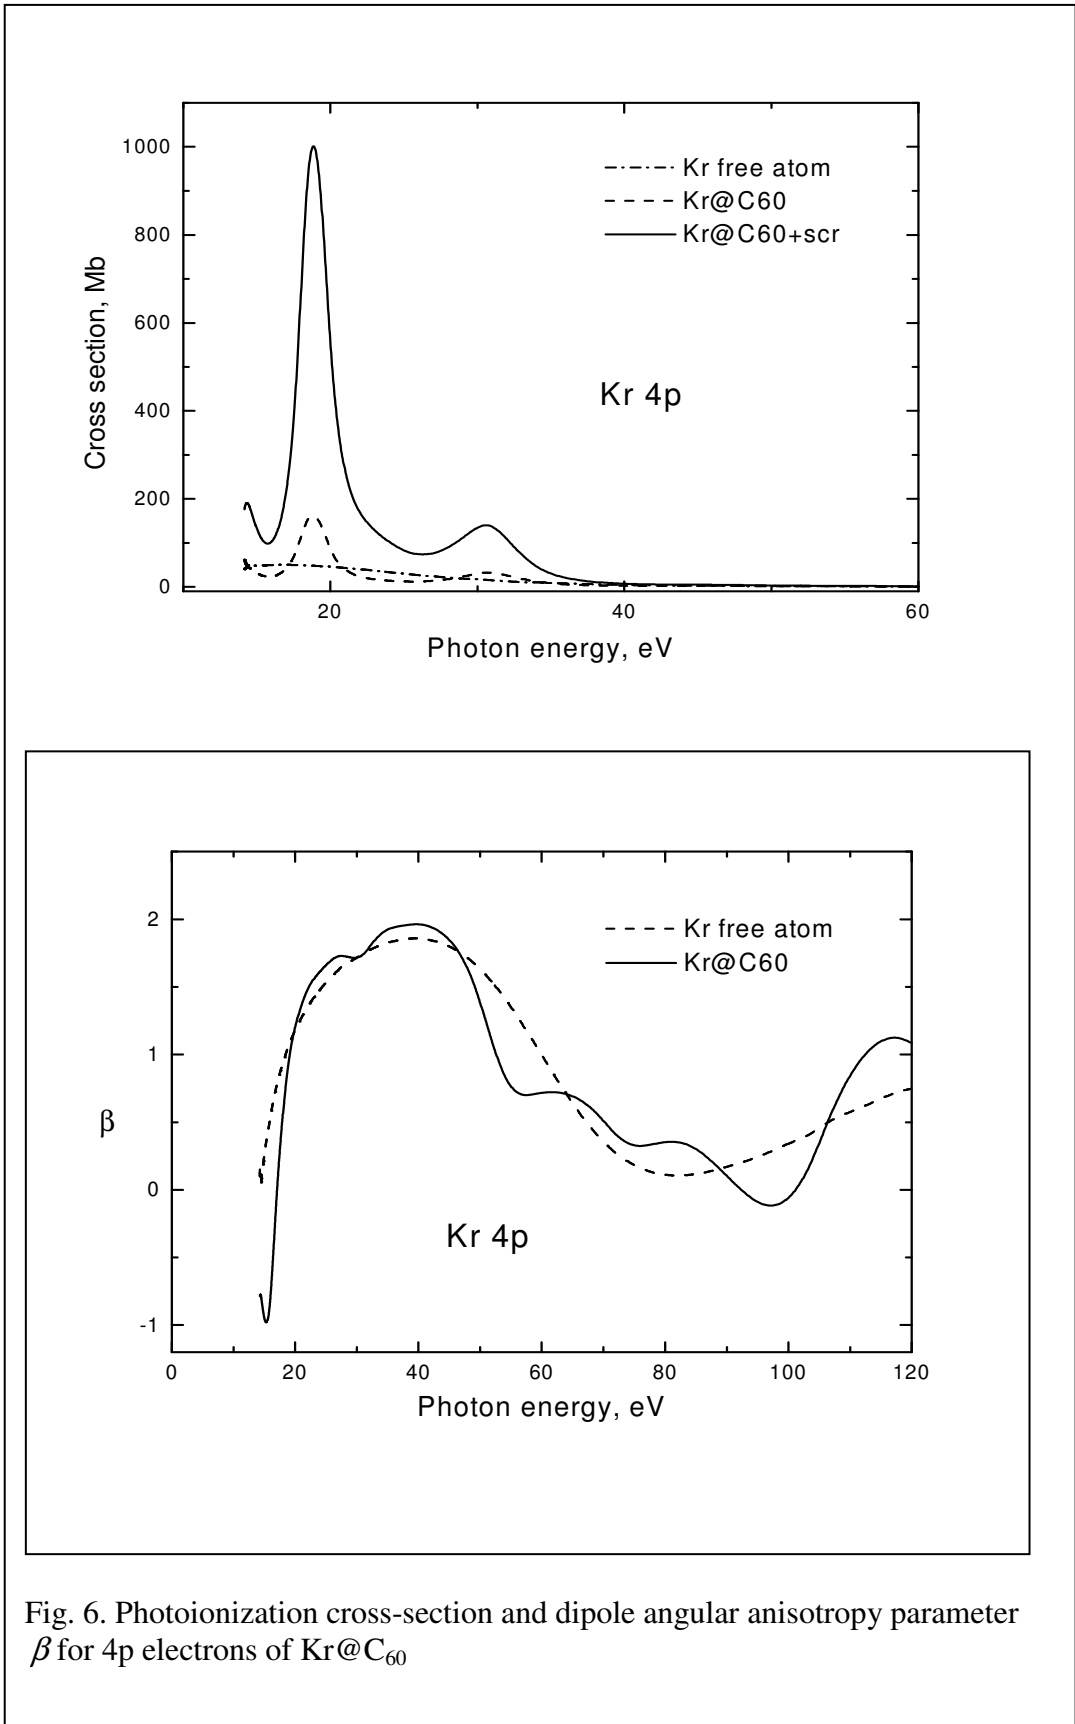 1000
800
600
400
200
0
20
40
60
Cross section, Mb
Photon energy, eV
Kr free atom
Kr@C60
Kr@C60+scr
Kr 4p
2
1
0
-1
0
20
40
60
80
100
120
β
Photon energy, eV
Kr free atom
Kr@C60
Kr 4p
Fig. 6. Photoionization cross-section and dipole angular anisotropy parameter
β for 4p electrons of Kr@C₆₀